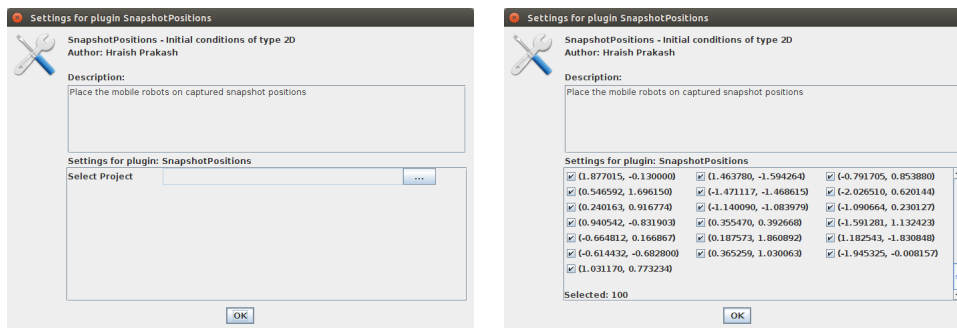 Settings for plugin SnapshotPositions
SnapshotPositions - Initial conditions of type 2D
Author: Hraish Prakash
Description:
Place the mobile robots on captured snapshot positions
Settings for plugin: SnapshotPositions
Select Project
...
OK
Settings for plugin SnapshotPositions
SnapshotPositions - Initial conditions of type 2D
Author: Hraish Prakash
Description:
Place the mobile robots on captured snapshot positions
Settings for plugin: SnapshotPositions
(1.877015, -0.130000) (1.463780, -1.594264) (-0.791705, 0.853880)
(0.546592, 1.696150) (-1.471117, -1.468615) (-2.026510, 0.620144)
(0.240163, 0.916774) (-1.140090, -1.083979) (-1.090664, 0.230127)
(0.940542, -0.831903) (0.355470, 0.392668) (-1.591281, 1.132423)
(-0.664812, 0.166867) (0.187573, 1.860892) (1.182543, -1.830848)
(-0.614432, -0.682800) (0.365259, 1.030063) (-1.945325, -0.008157)
(1.031170, 0.773234)
Selected: 100
OK